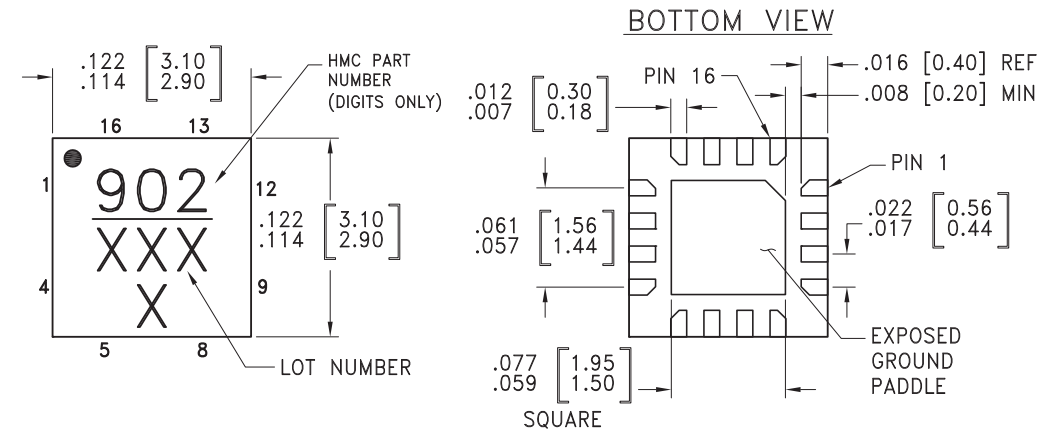 BOTTOM VIEW
.122 [3.10]
.114 [2.90]
HMC PART
NUMBER
(DIGITS ONLY)
16 13
1
902
XXX
X
12
4
9
5 8
.122 [3.10]
.114 [2.90]
LOT NUMBER
.012 [0.30]
.007 [0.18]
PIN 16
.016 [0.40] REF
.008 [0.20] MIN
PIN 1
.061 [1.56]
.057 [1.44]
.022 [0.56]
.017 [0.44]
.077 [1.95]
.059 [1.50]
SQUARE
EXPOSED
GROUND
PADDLE